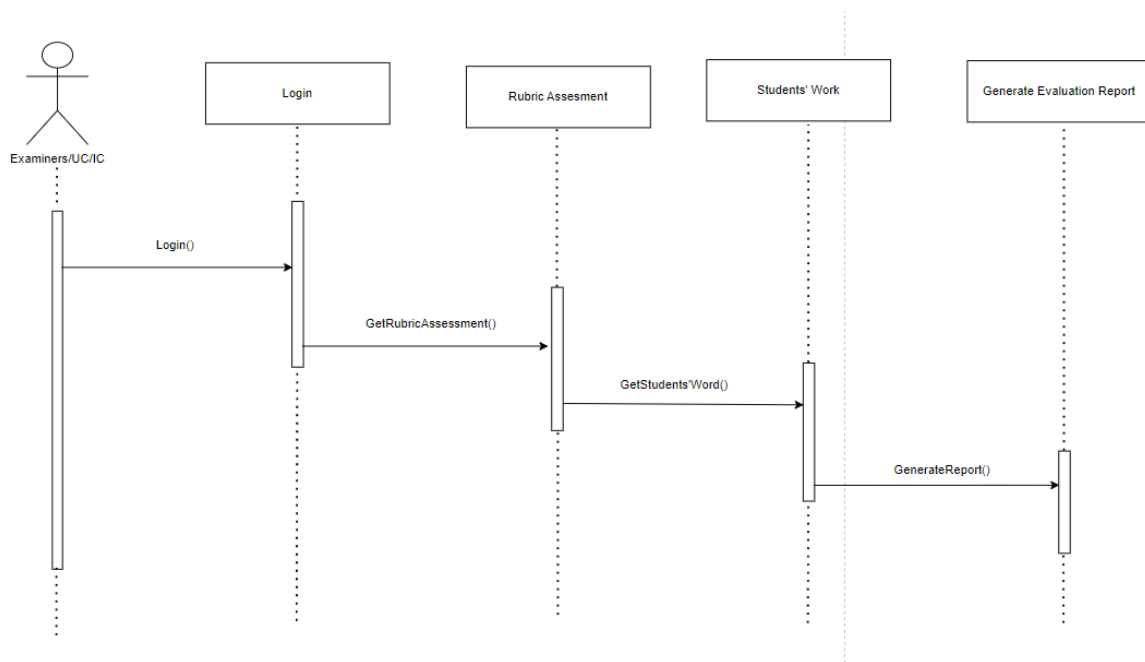 Login
Rubric Assesment
Students' Work
Generate Evaluation Report
Examiners/UC/IC
Login()
GetRubricAssessment()
GetStudents'Word()
GenerateReport()